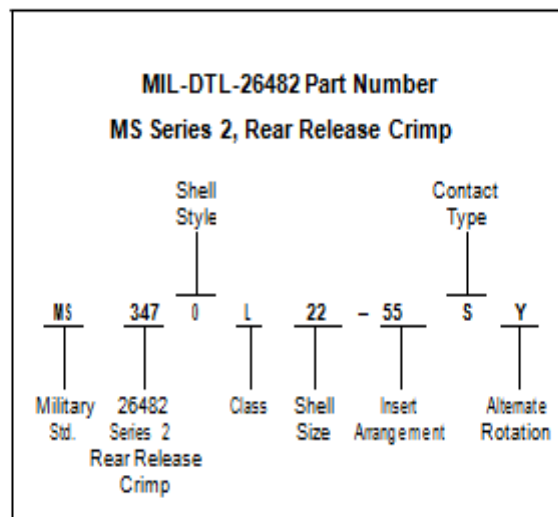 MIL-DTL-26482 Part Number
MS Series 2, Rear Release Crimp
Shell
Style
Contact
Type
MS 347 0 L 22 – 55 S Y
Military
Std.
26482
Series 2
Rear Release
Crimp
Class
Shell
Size
Insert
Arrangement
Alternate
Rotation